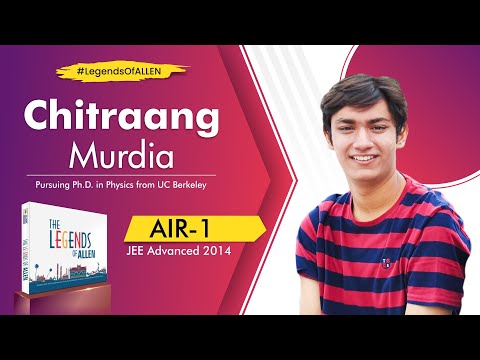 #LegendsOfALLEN
Chitraang
Murdia
Pursuing Ph.D. in Physics from UC Berkeley
THE
LEGENDS
OF ALLEN
AIR-1
JEE Advanced 2014